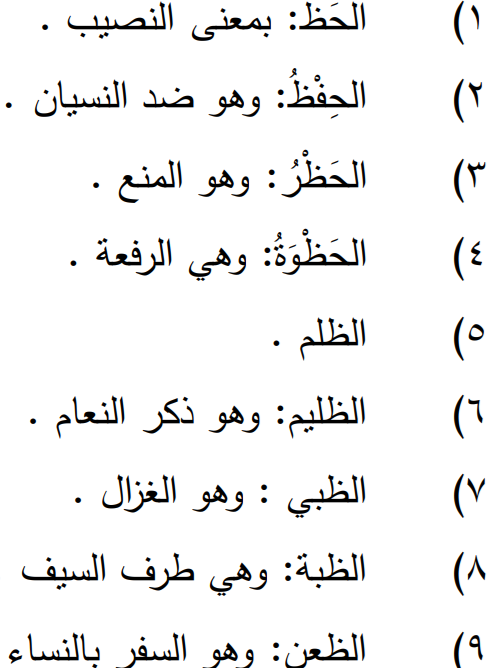 ١) الحَظ: بمعنى النصيب .
٢) الحِفْظُ: وهو ضد النسيان .
٣) الحَظْرُ : وهو المنع .
٤) الحَظْوَةُ: وهي الرفعة .
٥) الظلم .
٦) الظليم: وهو ذكر النعام .
٧) الظبي : وهو الغزال .
٨) الظبة: وهي طرف السيف
٩) الظعن: وهو السفر بالنساء